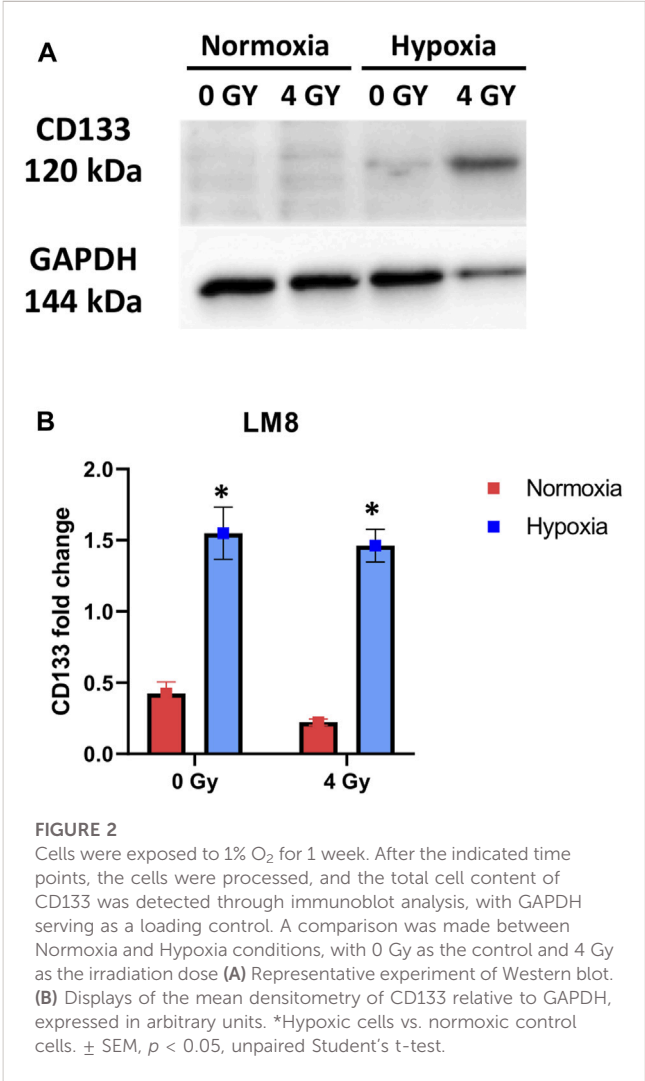 A
Normoxia Hypoxia
0 GY 4 GY 0 GY 4 GY
CD133
120 kDa
GAPDH
144 kDa
B
LM8
CD133 fold change
2.0
1.5
1.0
0.5
0.0
* *
0 Gy 4 Gy
Normoxia
Hypoxia
FIGURE 2
Cells were exposed to 1% O₂ for 1 week. After the indicated time
points, the cells were processed, and the total cell content of
CD133 was detected through immunoblot analysis, with GAPDH
serving as a loading control. A comparison was made between
Normoxia and Hypoxia conditions, with 0 Gy as the control and 4 Gy
as the irradiation dose (A) Representative experiment of Western blot.
(B) Displays of the mean densitometry of CD133 relative to GAPDH,
expressed in arbitrary units. *Hypoxic cells vs. normoxic control
cells. ± SEM, p < 0.05, unpaired Student’s t-test.